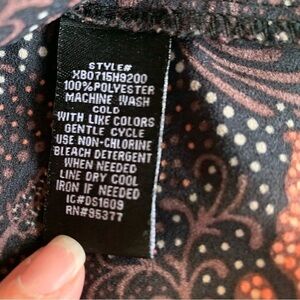 STYLE#
XB0715H9200
100%POLYESTER
MACHINE WASH
COLD
WITH LIKE COLORS
GENTLE CYCLE
USE NON-CHLORINE
BLEACH DETERGENT
WHEN NEEDED
LINE DRY COOL
IRON IF NEEDED
IC#DS1609
RN#95377